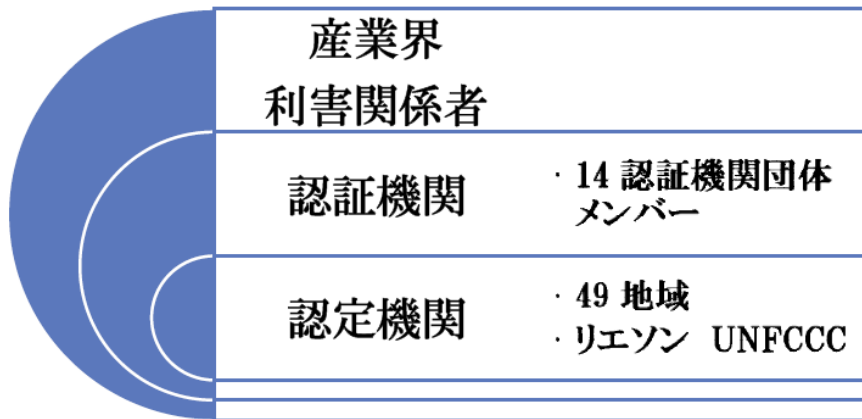 産業界
利害関係者
認証機関
· 14 認証機関団体
メンバー
認定機関
· 49 地域
· リエゾン UNFCCC